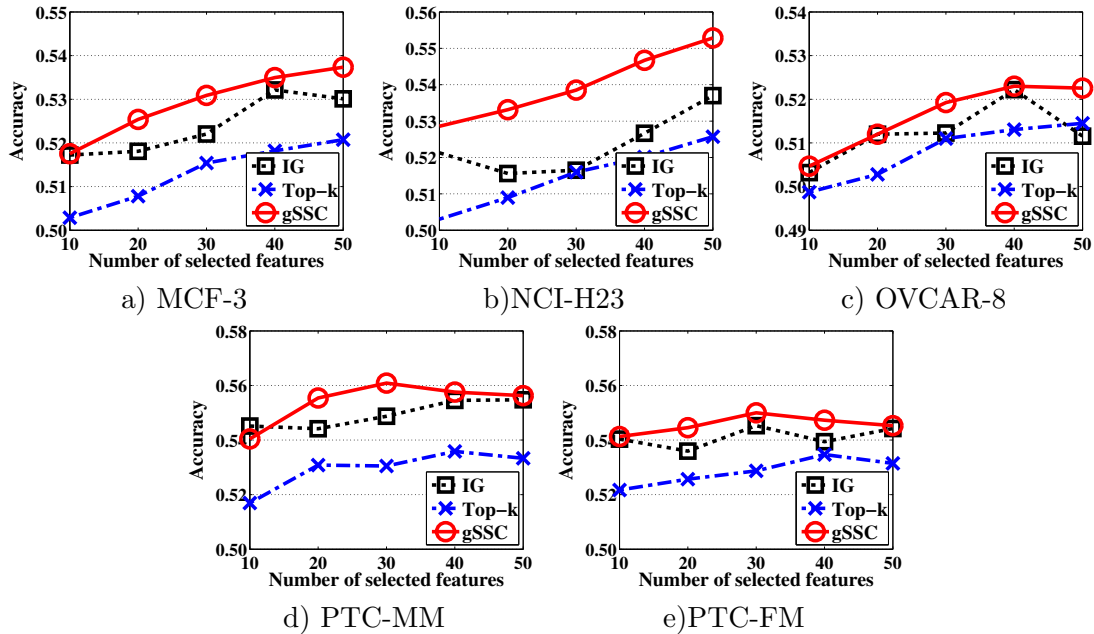 Accuracy
0.55
0.54
0.53
0.52
0.51
0.50
10 20 30 40 50
Number of selected features
IG
Top-k
gSSC
a) MCF-3
Accuracy
0.56
0.55
0.54
0.53
0.52
0.51
0.50
10 20 30 40 50
Number of selected features
IG
Top-k
gSSC
b)NCI-H23
Accuracy
0.54
0.53
0.52
0.51
0.50
0.49
10 20 30 40 50
Number of selected features
IG
Top-k
gSSC
c) OVCAR-8
Accuracy
0.58
0.56
0.54
0.52
0.50
10 20 30 40 50
Number of selected features
IG
Top-k
gSSC
d) PTC-MM
Accuracy
0.58
0.56
0.54
0.52
0.50
10 20 30 40 50
Number of selected features
IG
Top-k
gSSC
e)PTC-FM